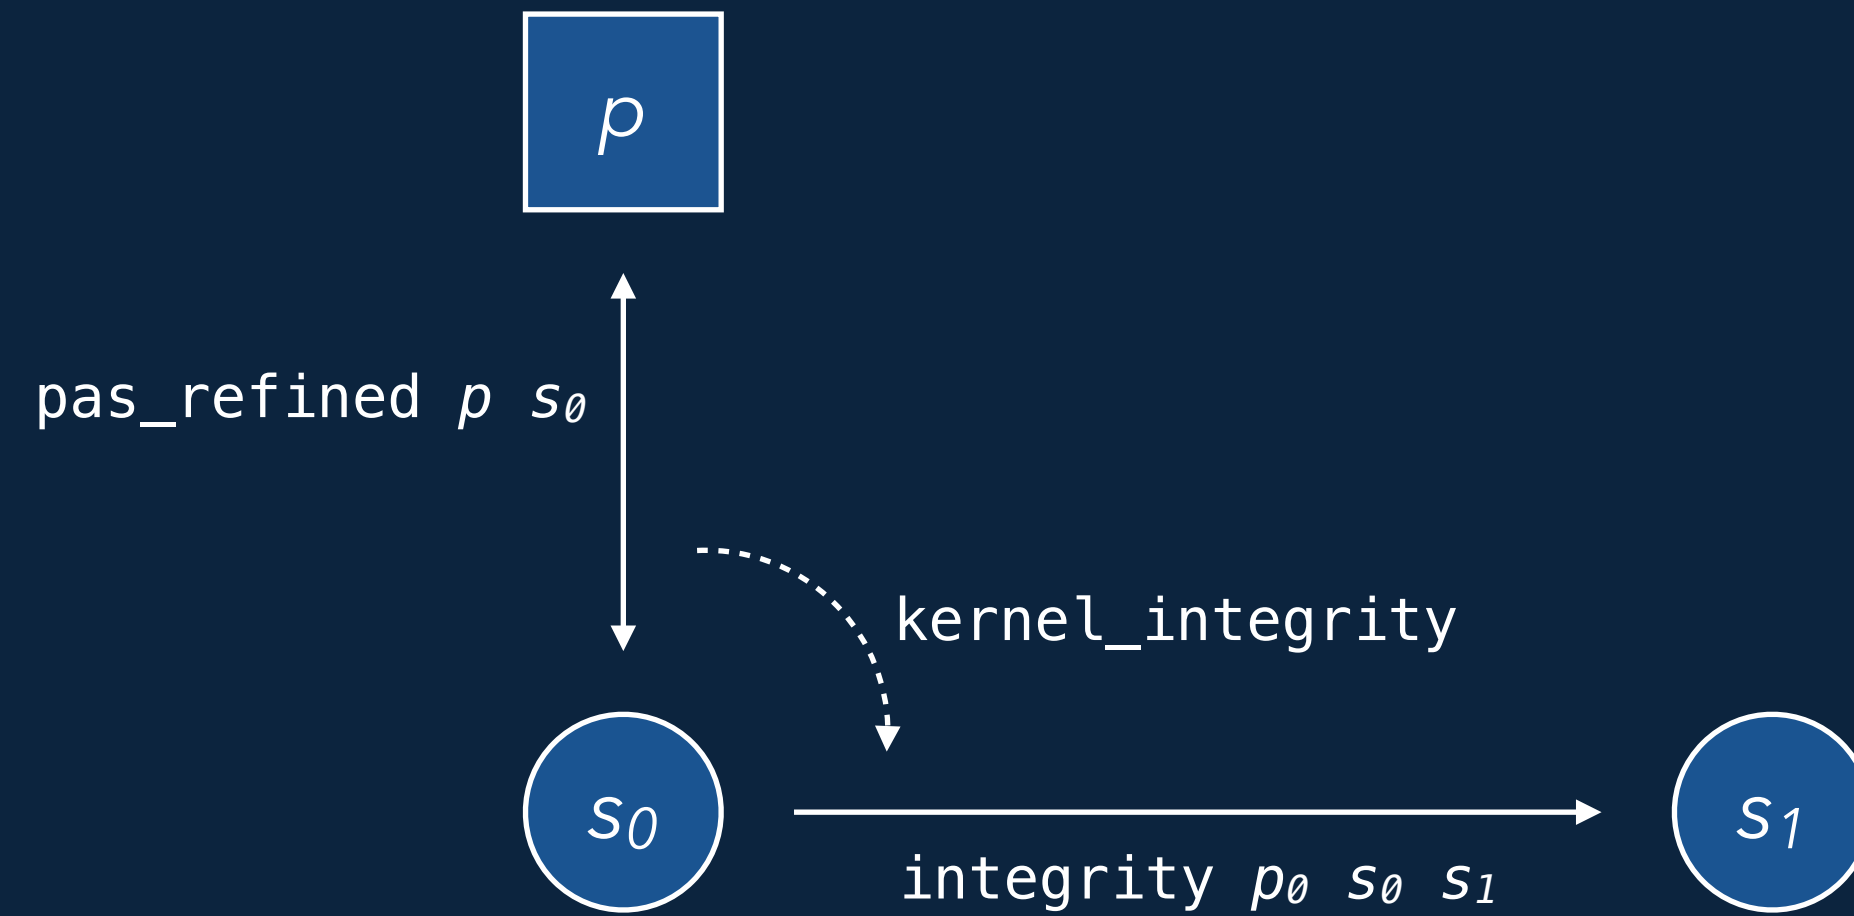 p
pas_refined p s₀
kernel_integrity
s₀
s₁
integrity p₀ s₀ s₁